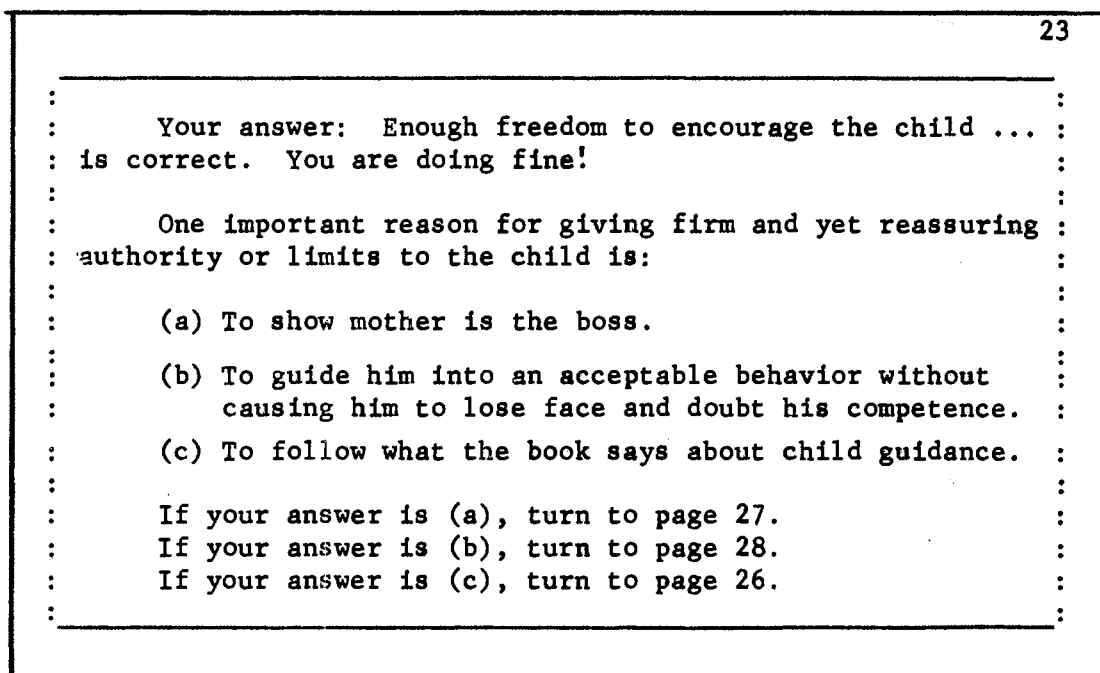 23
Your answer: Enough freedom to encourage the child ...
is correct. You are doing fine!
One important reason for giving firm and yet reassuring
authority or limits to the child is:
(a) To show mother is the boss.
(b) To guide him into an acceptable behavior without
causing him to lose face and doubt his competence.
(c) To follow what the book says about child guidance.
If your answer is (a), turn to page 27.
If your answer is (b), turn to page 28.
If your answer is (c), turn to page 26.